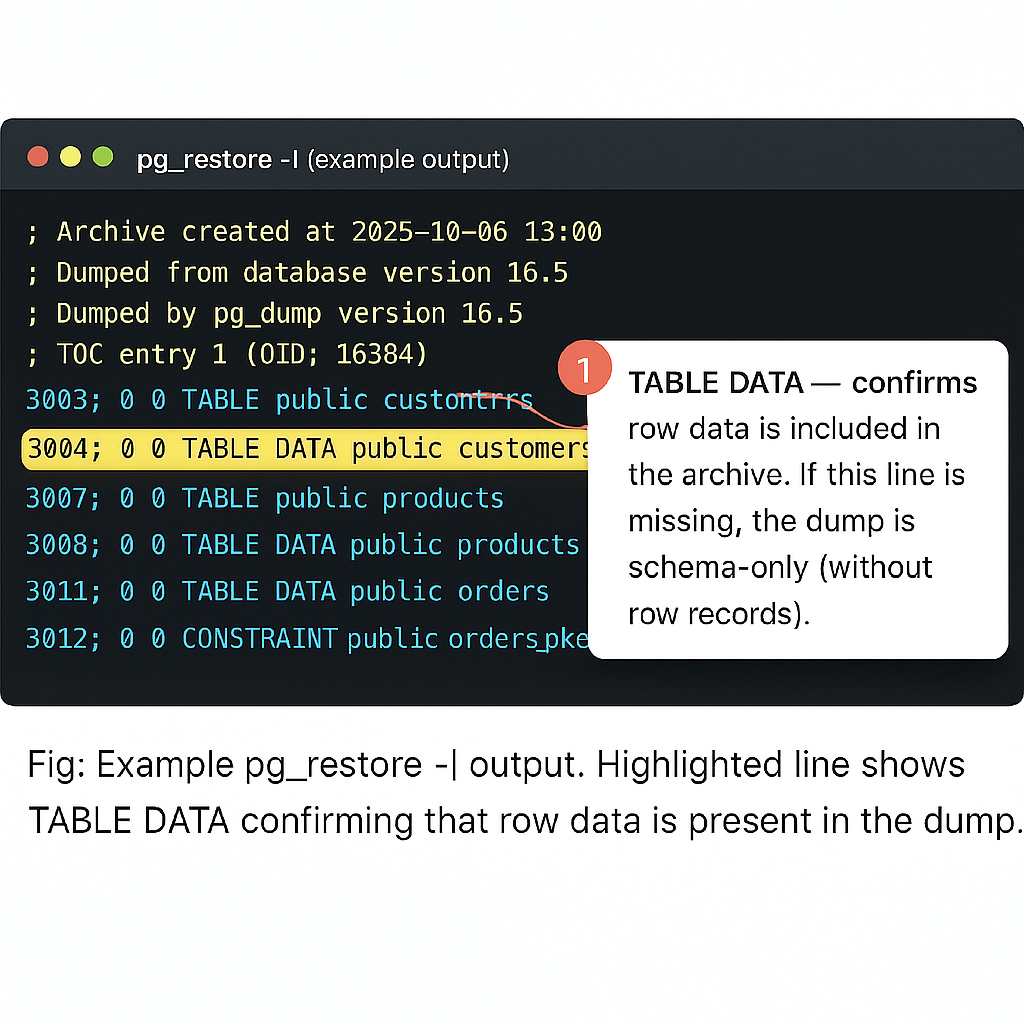 pg_restore -l (example output)
; Archive created at 2025-10-06 13:00
; Dumped from database version 16.5
; Dumped by pg_dump version 16.5
; TOC entry 1 (OID; 16384)
3003; 0 0 TABLE public custontrrs
3004; 0 0 TABLE DATA public customers
3007; 0 0 TABLE public products
3008; 0 0 TABLE DATA public products
3011; 0 0 TABLE DATA public orders
3012; 0 0 CONSTRAINT public orders_pke
1
TABLE DATA — confirms
row data is included in
the archive. If this line is
missing, the dump is
schema-only (without
row records).
Fig: Example pg_restore -l output. Highlighted line shows
TABLE DATA confirming that row data is present in the dump.